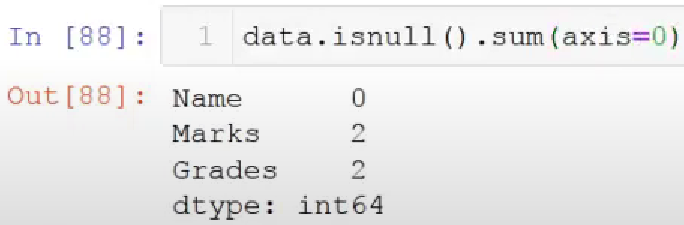 In [88]: 1 data.isnull().sum(axis=0)
Out[88]: Name 0
Marks 2
Grades 2
dtype: int64